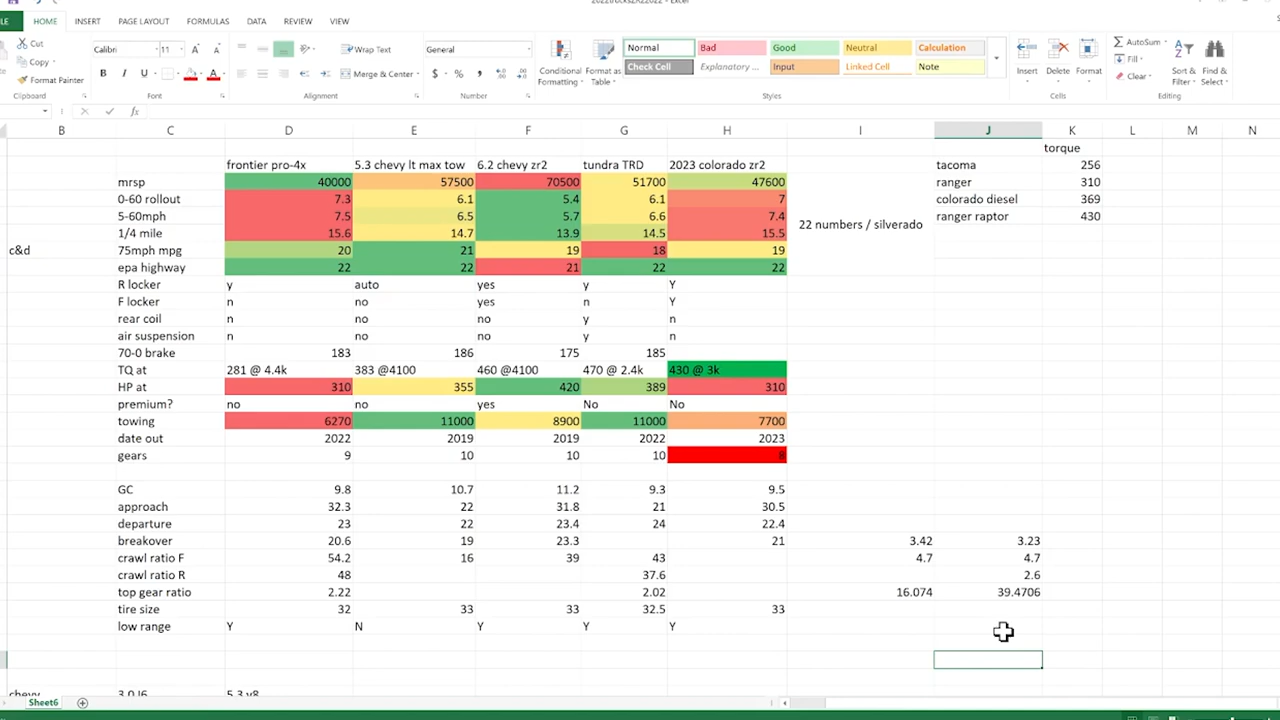 HOME INSERT PAGE LAYOUT FORMULAS DATA REVIEW VIEW
Cut Calibri 11 Wrap Text General Normal Bad Good Neutral Calculation AutoSum
Copy Conditional Format as Check Cell Explanatory ... Input Linked Cell Note Insert Delete Format Fill Sort & Find &
Format Painter B I U Merge & Center $ % Formatting Table Clear Filter Select
Clipboard Font Alignment Number Styles Cells Editing
fx
B C D E F G H I J K L M N
torque
frontier pro-4x 5.3 chevy lt max tow 6.2 chevy zr2 tundra TRD 2023 colorado zr2 tacoma 256
mrsp 40000 57500 70500 51700 47600 ranger 310
0-60 rollout 7.3 6.1 5.4 6.1 7 colorado diesel 369
5-60mph 7.5 6.5 5.7 6.6 7.4 22 numbers / silverado ranger raptor 430
1/4 mile 15.6 14.7 13.9 14.5 15.5
c&d 75mph mpg 20 21 19 18 19
epa highway 22 22 21 22 22
R locker y auto yes y Y
F locker n no yes n Y
rear coil n no no y n
air suspension n no no y n
70-0 brake 183 186 175 185
TQ at 281 @ 4.4k 383 @4100 460 @4100 470 @ 2.4k 430 @ 3k
HP at 310 355 420 389 310
premium? no no yes No No
towing 6270 11000 8900 11000 7700
date out 2022 2019 2019 2022 2023
gears 9 10 10 10 8
GC 9.8 10.7 11.2 9.3 9.5
approach 32.3 22 31.8 21 30.5
departure 23 22 23.4 24 22.4
breakover 20.6 19 23.3 21 3.42 3.23
crawl ratio F 54.2 16 39 43 4.7 4.7
crawl ratio R 48 37.6 2.6
top gear ratio 2.22 2.02 16.074 39.4706
tire size 32 33 33 32.5 33
low range Y N Y Y Y
chevy 3.0 I6 5.3 v8
Sheet6